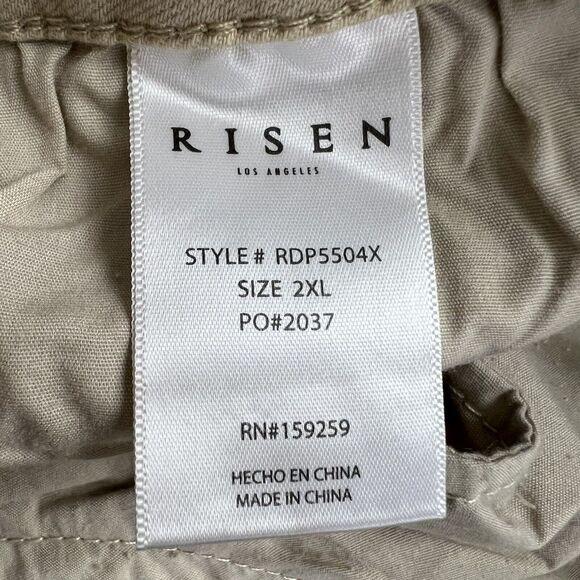 RISEN
LOS ANGELES
STYLE# RDP5504X
SIZE 2XL
PO#2037
RN#159259
HECHO EN CHINA
MADE IN CHINA